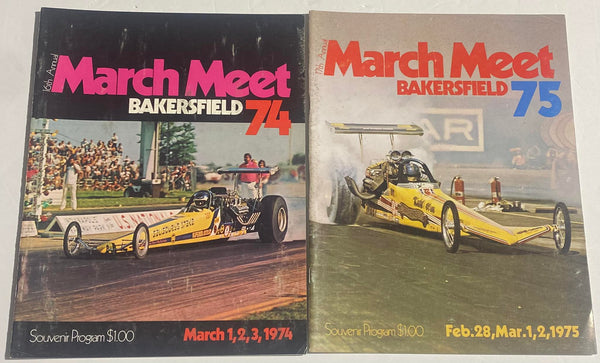 16th Annual
March Meet
BAKERSFIELD
74
Souvenir Program $1.00
March 1, 2, 3, 1974
17th Annual
March Meet
BAKERSFIELD
75
AR
Souvenir Program $1.00
Feb. 28, Mar. 1, 2, 1975